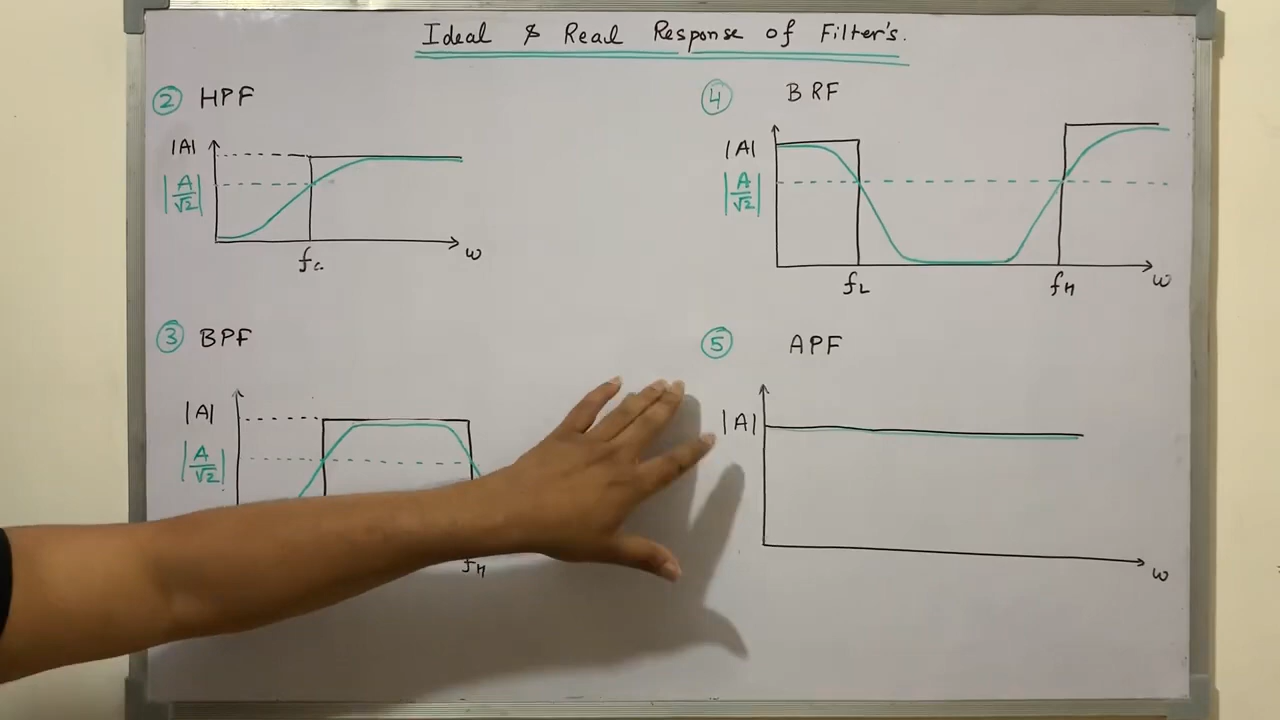 Ideal & Real Response of Filter's.
② HPF
|A|
|A/√2|
fc
ω
③ BPF
|A|
|A/√2|
fH
④ BRF
|A|
|A/√2|
fL
fH
ω
⑤ APF
|A|
ω